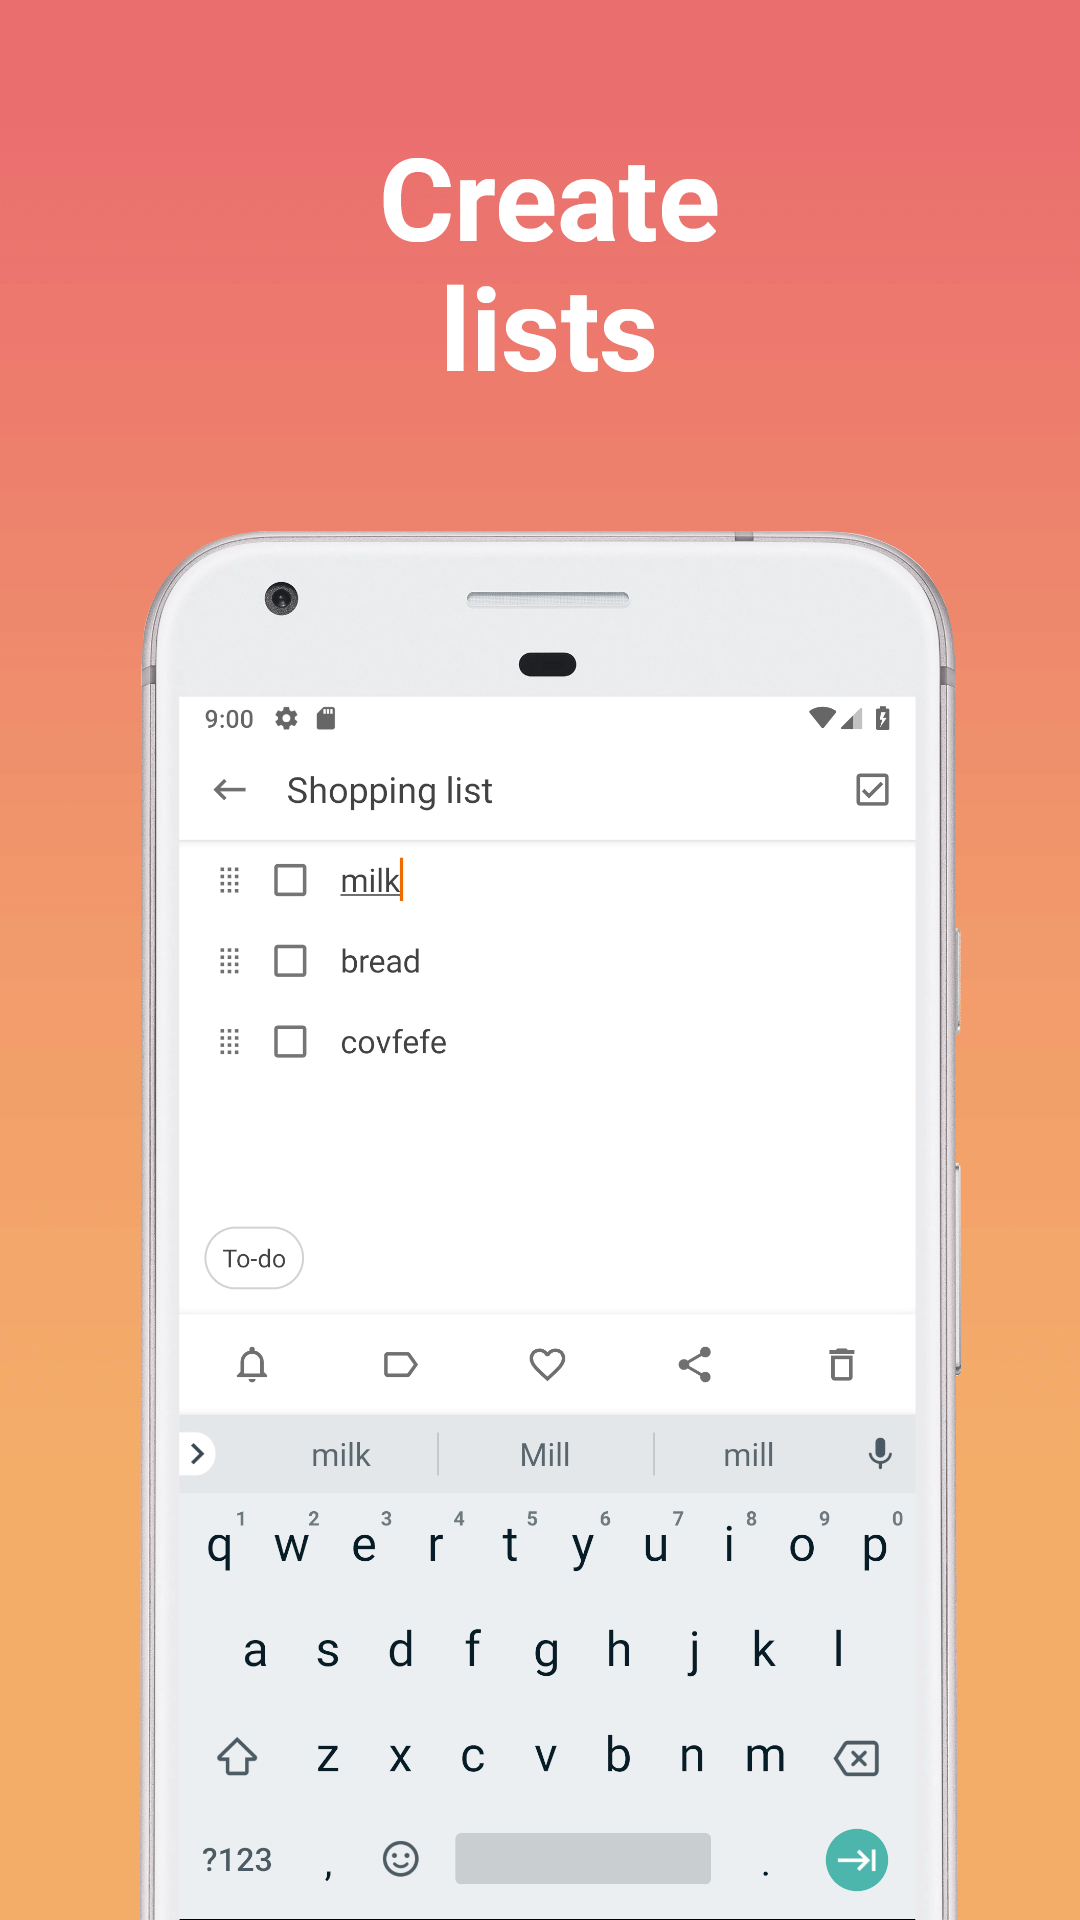 Create
lists
9:00
Shopping list
milk
bread
covfefe
To-do
milk Mill mill
1 2 3 4 5 6 7 8 9 0
q w e r t y u i o p
a s d f g h j k l
z x c v b n m
?123 , .